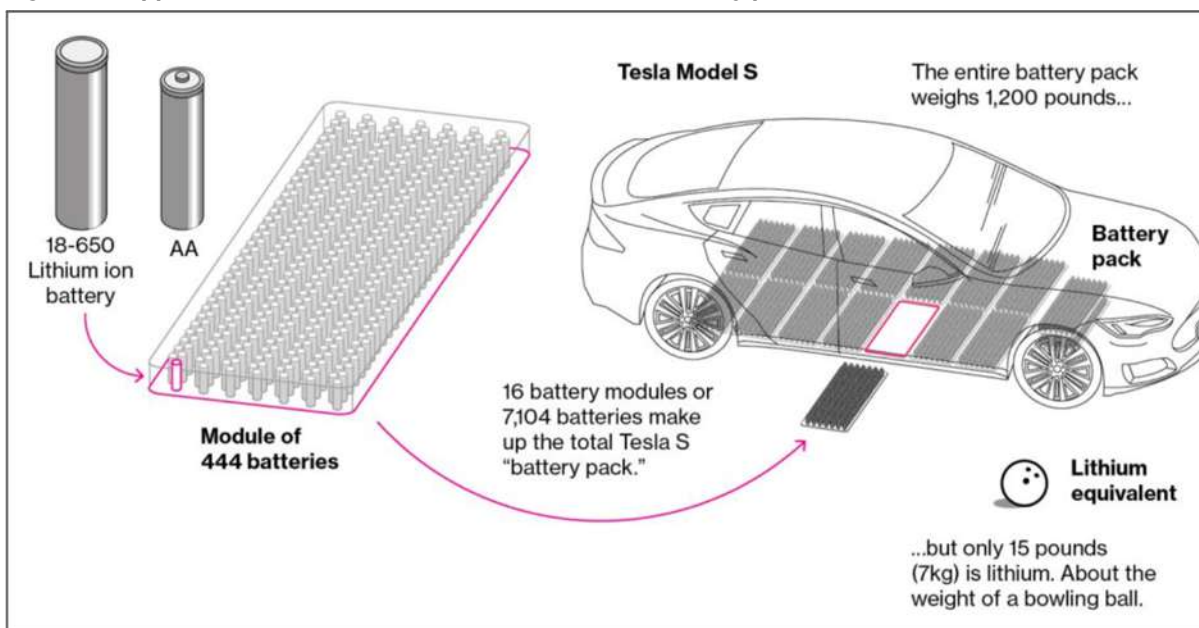 18-650
Lithium ion
battery
AA
Module of
444 batteries
Tesla Model S
The entire battery pack
weighs 1,200 pounds...
Battery
pack
16 battery modules or
7,104 batteries make
up the total Tesla S
“battery pack.”
Lithium
equivalent
...but only 15 pounds
(7kg) is lithium. About the
weight of a bowling ball.